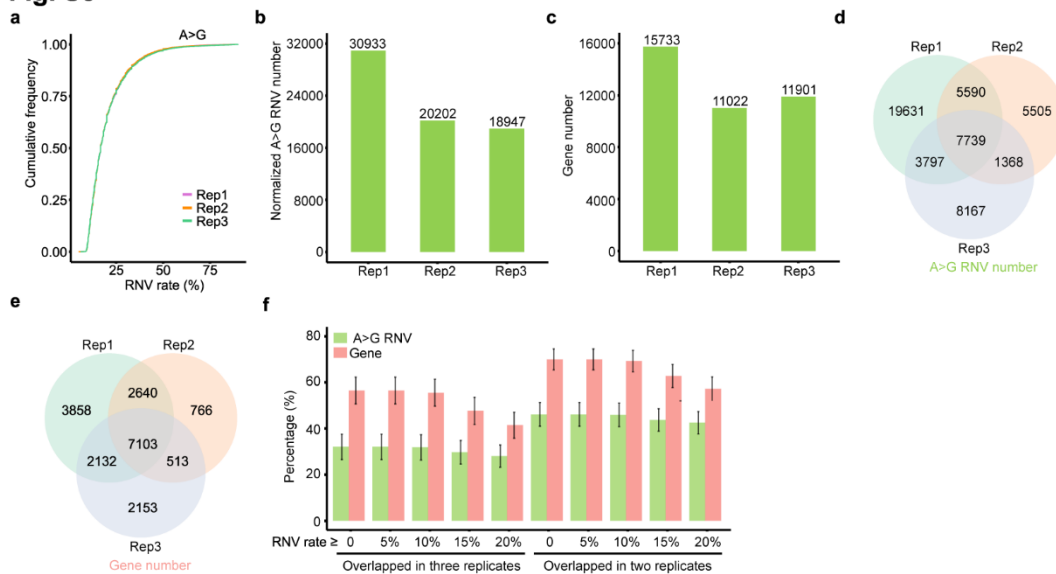 a
A>G
1.00
0.75
0.50
0.25
0.00
Cumulative frequency
Rep1
Rep2
Rep3
25 50 75
RNV rate (%)
b
32000
24000
16000
8000
0
Normalized A>G RNV number
30933
20202
18947
Rep1 Rep2 Rep3
c
16000
12000
8000
4000
0
Gene number
15733
11022
11901
Rep1 Rep2 Rep3
d
Rep1 Rep2
5590
19631 5505
7739
3797 1368
8167
Rep3
A>G RNV number
e
Rep1 Rep2
2640
3858 766
7103
2132 513
2153
Rep3
Gene number
f
A>G RNV
Gene
80
60
40
20
0
Percentage (%)
RNV rate ≥ 0 5% 10% 15% 20% 0 5% 10% 15% 20%
Overlapped in three replicates Overlapped in two replicates